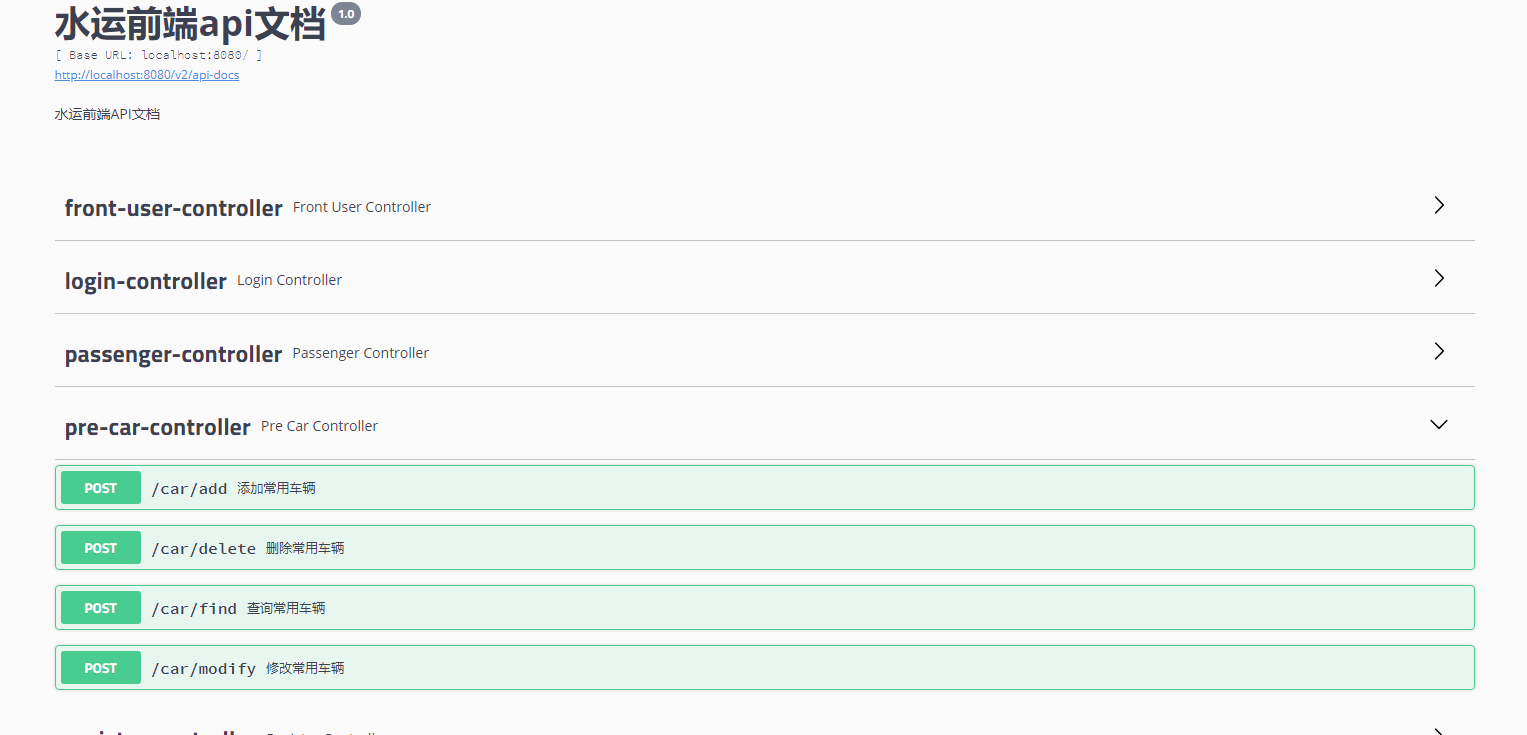 水运前端api文档 1.0
[ Base URL: localhost:8080/ ]
http://localhost:8080/v2/api-docs
水运前端API文档
front-user-controller Front User Controller
login-controller Login Controller
passenger-controller Passenger Controller
pre-car-controller Pre Car Controller
POST /car/add 添加常用车辆
POST /car/delete 删除常用车辆
POST /car/find 查询常用车辆
POST /car/modify 修改常用车辆